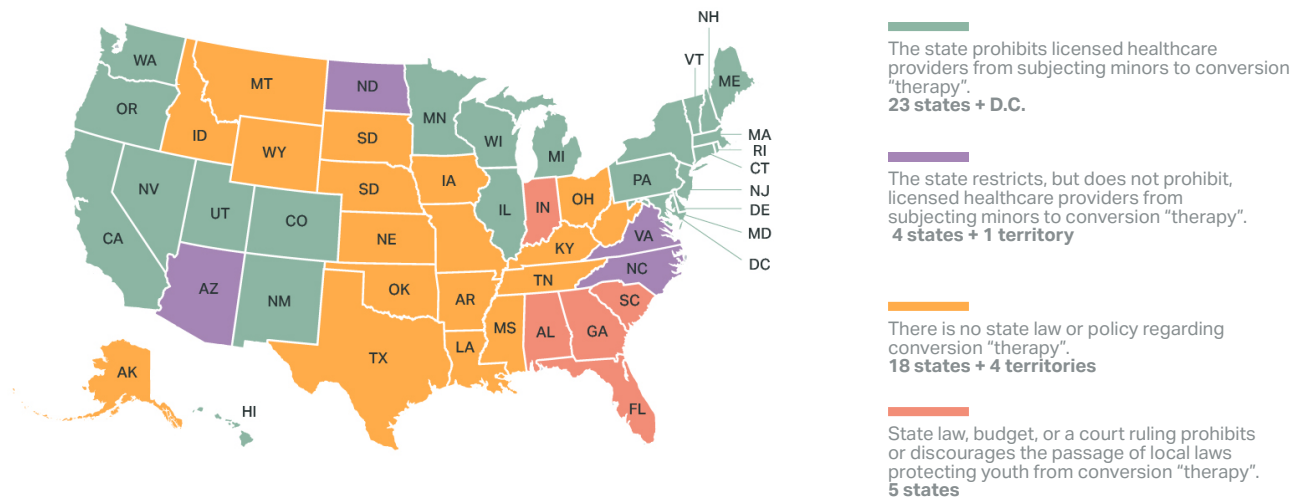 NH
VT
WA
ME
MT
ND
OR
MN
ID
SD
WI
WY
MI
MA
RI
CT
IA
PA
NV
SD
NJ
OH
UT
IL
IN
DE
CO
MD
CA
NE
VA
KY
DC
NC
TN
AZ
OK
NM
AR
SC
MS
AL
GA
LA
TX
AK
HI
FL
The state prohibits licensed healthcare
providers from subjecting minors to conversion
"therapy".
23 states + D.C.
The state restricts, but does not prohibit,
licensed healthcare providers from
subjecting minors to conversion "therapy".
4 states + 1 territory
There is no state law or policy regarding
conversion "therapy".
18 states + 4 territories
State law, budget, or a court ruling prohibits
or discourages the passage of local laws
protecting youth from conversion "therapy".
5 states